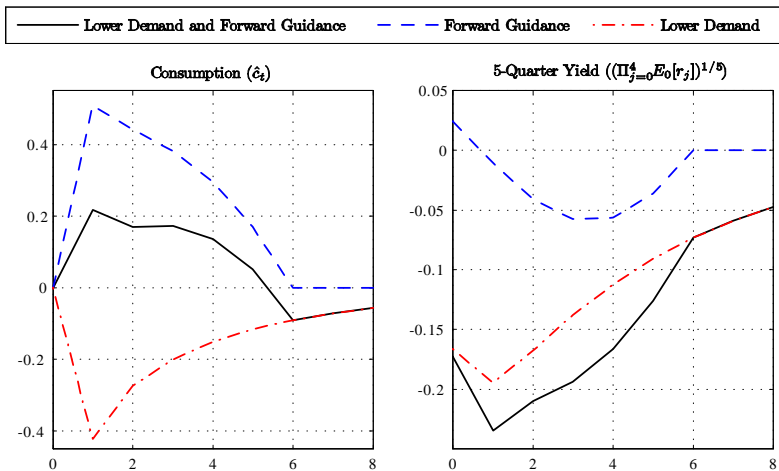 Lower Demand and Forward Guidance Forward Guidance Lower Demand
Consumption (ĉₜ)
0.4
0.2
0
-0.2
-0.4
0 2 4 6 8
5-Quarter Yield ((Π⁴ⱼ₌₀E₀[rⱼ])^{1/5})
0.05
0
-0.05
-0.1
-0.15
-0.2
0 2 4 6 8